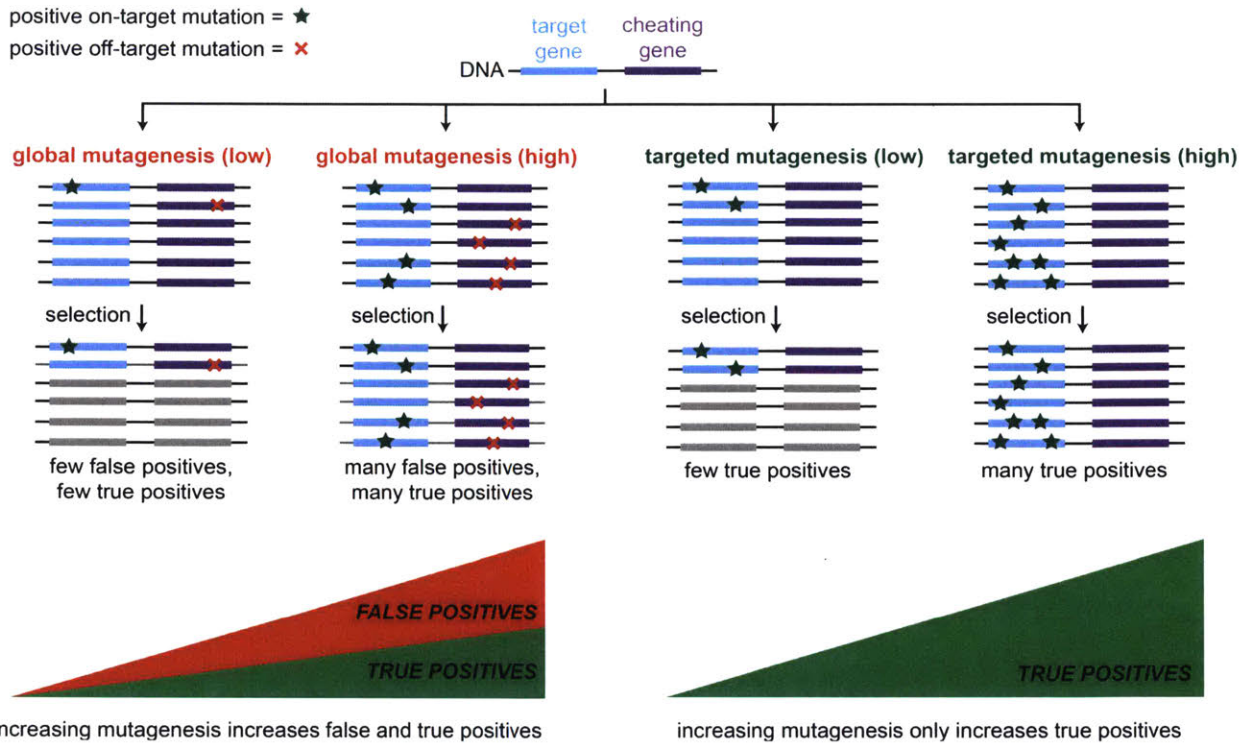 positive on-target mutation =
positive off-target mutation =
target
gene
cheating
gene
DNA
global mutagenesis (low)
global mutagenesis (high)
targeted mutagenesis (low)
targeted mutagenesis (high)
selection
selection
selection
selection
few false positives,
few true positives
many false positives,
many true positives
few true positives
many true positives
FALSE POSITIVES
TRUE POSITIVES
TRUE POSITIVES
ncreasing mutagenesis increases false and true positives
increasing mutagenesis only increases true positives